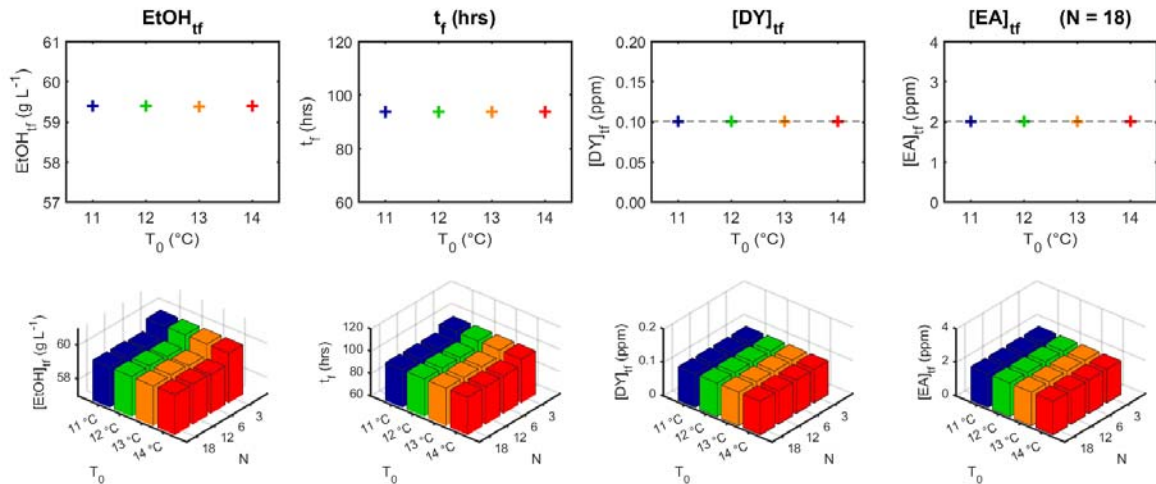 EtOH_tf
t_f (hrs)
[DY]_tf
[EA]_tf (N = 18)
EtOH_tf (g L⁻¹)
61
60
59
58
57
11 12 13 14
T_0 (°C)
t_f (hrs)
120
100
80
60
11 12 13 14
T_0 (°C)
[DY]_tf (ppm)
0.20
0.15
0.10
0.05
0.00
11 12 13 14
T_0 (°C)
[EA]_tf (ppm)
4
3
2
1
0
11 12 13 14
T_0 (°C)
[EtOH]_tf (g L⁻¹)
60
58
11 °C
12 °C
13 °C
14 °C
T_0
18 12 6 3
N
t_f (hrs)
120
100
80
60
11 °C
12 °C
13 °C
14 °C
T_0
18 12 6 3
N
[DY]_tf (ppm)
0.2
0.1
0
11 °C
12 °C
13 °C
14 °C
T_0
18 12 6 3
N
[EA]_tf (ppm)
4
2
0
11 °C
12 °C
13 °C
14 °C
T_0
18 12 6 3
N